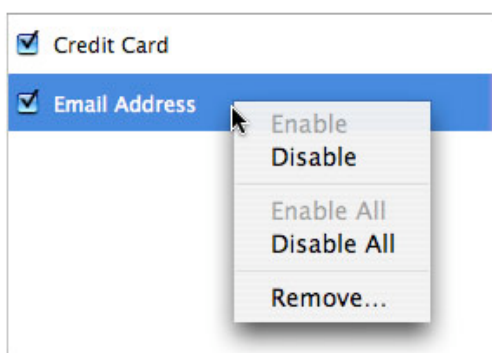 Credit Card
Email Address
Enable
Disable
Enable All
Disable All
Remove...